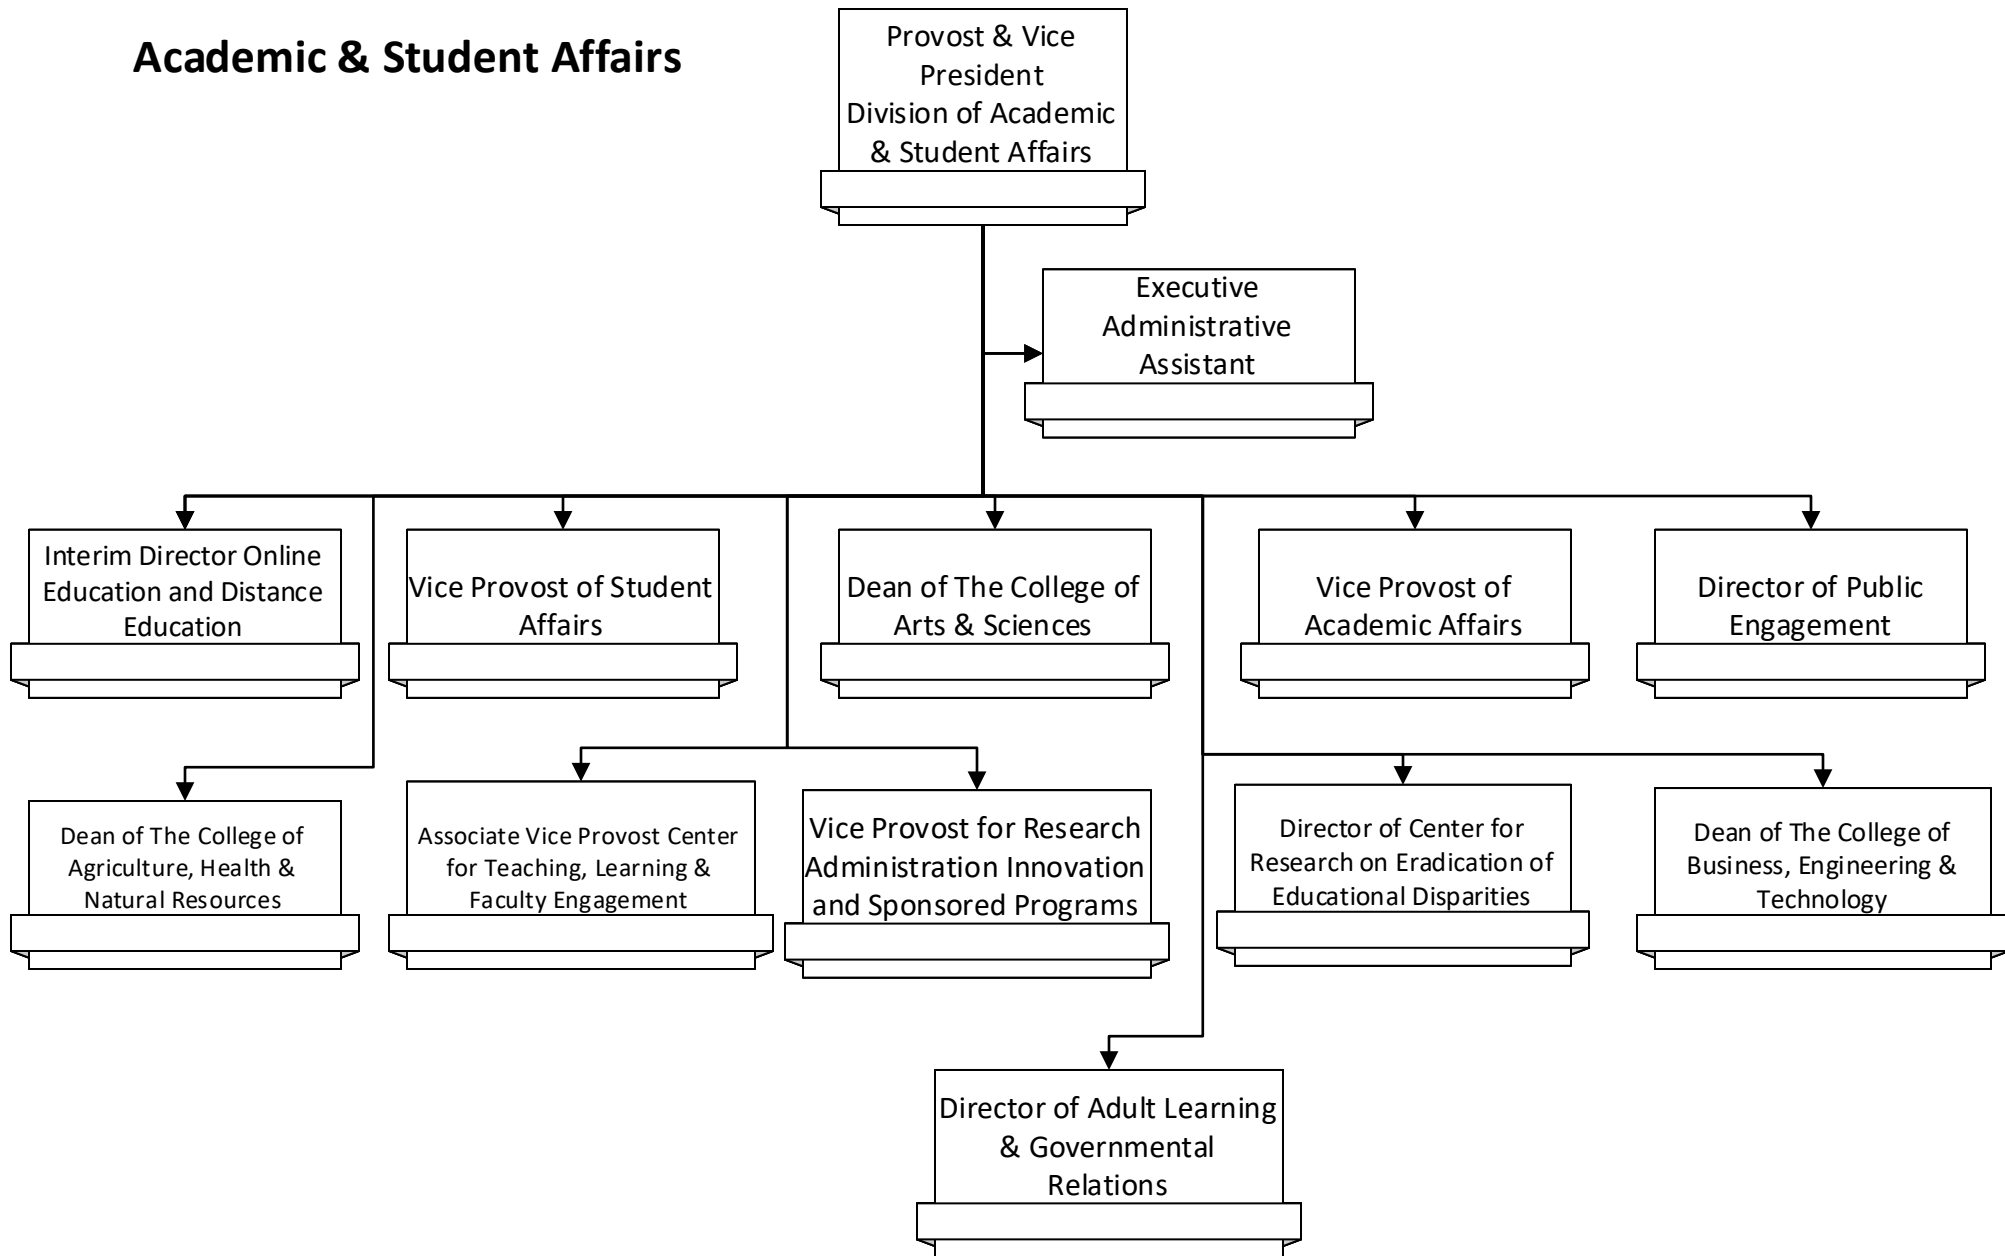 Academic & Student Affairs
Provost & Vice
President
Division of Academic
& Student Affairs
Executive
Administrative
Assistant
Interim Director Online
Education and Distance
Education
Vice Provost of Student
Affairs
Dean of The College of
Arts & Sciences
Vice Provost of
Academic Affairs
Director of Public
Engagement
Dean of The College of
Agriculture, Health &
Natural Resources
Associate Vice Provost Center
for Teaching, Learning &
Faculty Engagement
Vice Provost for Research
Administration Innovation
and Sponsored Programs
Director of Center for
Research on Eradication of
Educational Disparities
Dean of The College of
Business, Engineering &
Technology
Director of Adult Learning
& Governmental
Relations